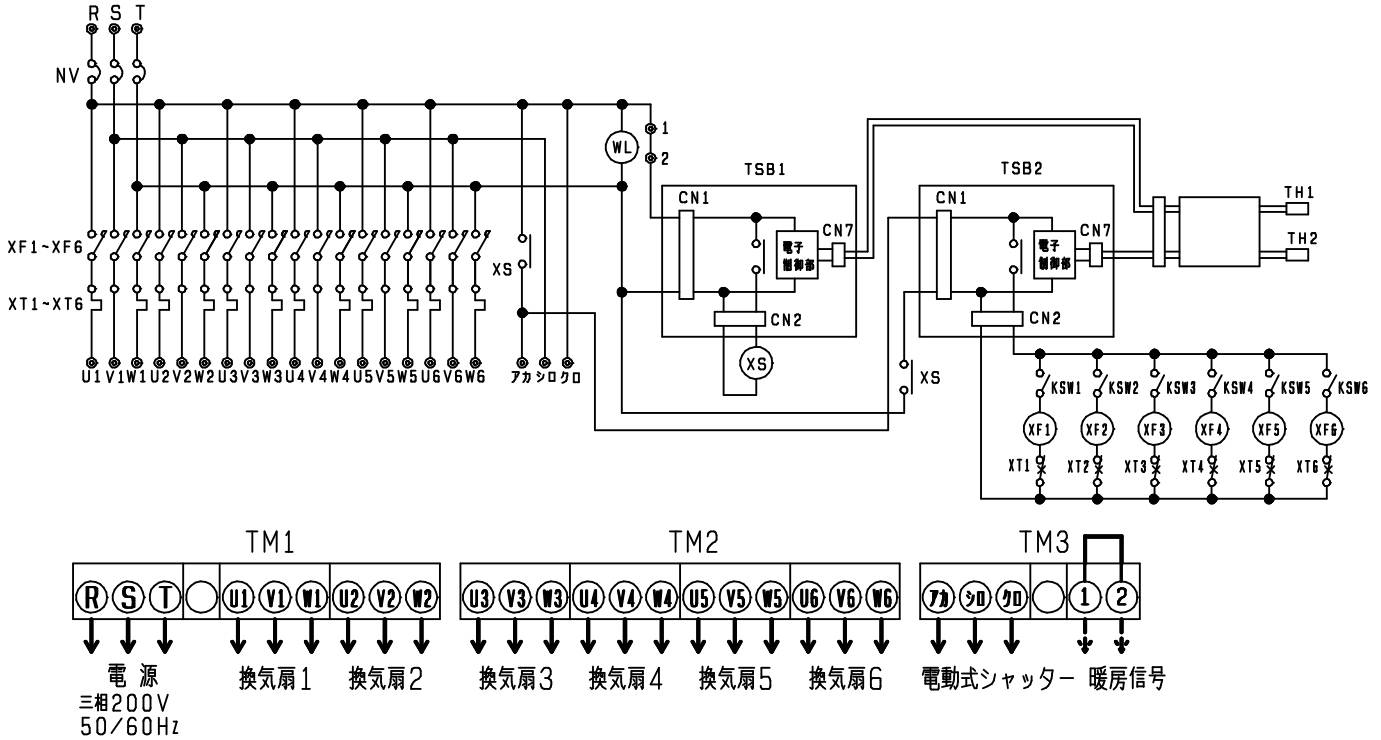 R S T
NV
1
WL
2
TSB1
TSB2
CN1
CN1
TH1
CN7
CN7
電子
制御部
電子
制御部
TH2
XF1~XF6
XS
XT1~XT6
CN2
CN2
XS
U1 V1 W1 U2 V2 W2 U3 V3 W3 U4 V4 W4 U5 V5 W5 U6 V6 W6 アカ シロ クロ
XS
KSW1 KSW2 KSW3 KSW4 KSW5 KSW6
XF1 XF2 XF3 XF4 XF5 XF6
XT1 XT2 XT3 XT4 XT5 XT6
TM1 TM2 TM3
R S T U1 V1 W1 U2 V2 W2 U3 V3 W3 U4 V4 W4 U5 V5 W5 U6 V6 W6 アカ シロ クロ 1 2
電源 換気扇1 換気扇2 換気扇3 換気扇4 換気扇5 換気扇6 電動式シャッター 暖房信号
三相200V
50/60Hz